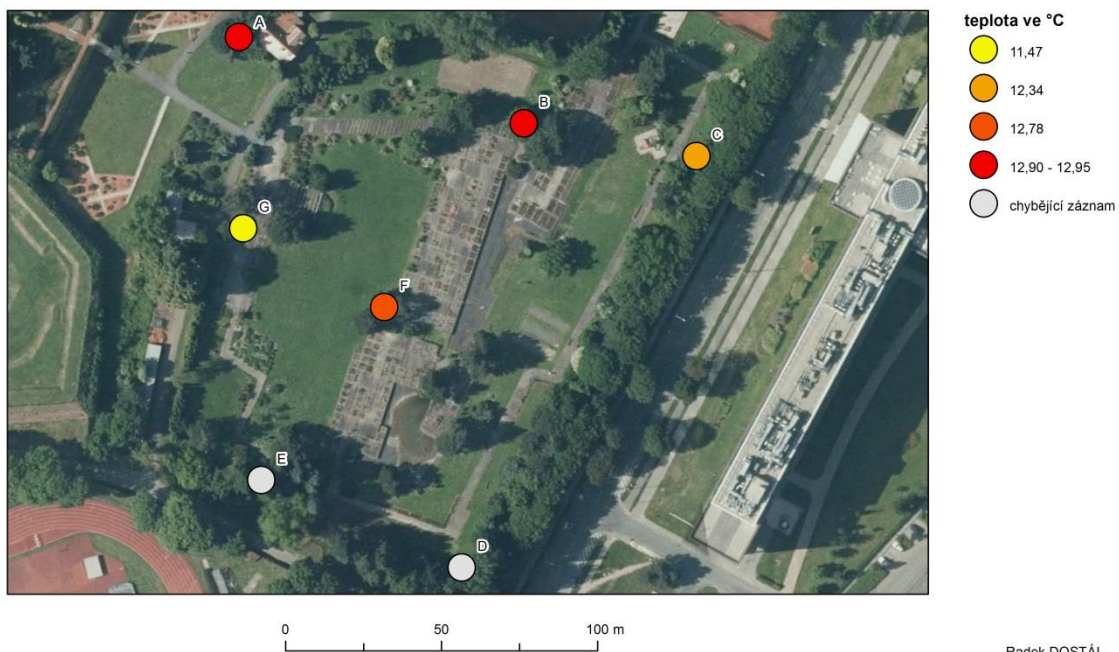 teplota ve °C
11,47
12,34
12,78
12,90 - 12,95
chybějící záznam
A
B
C
G
F
E
D
0 50 100 m
Radek DOSTÁL